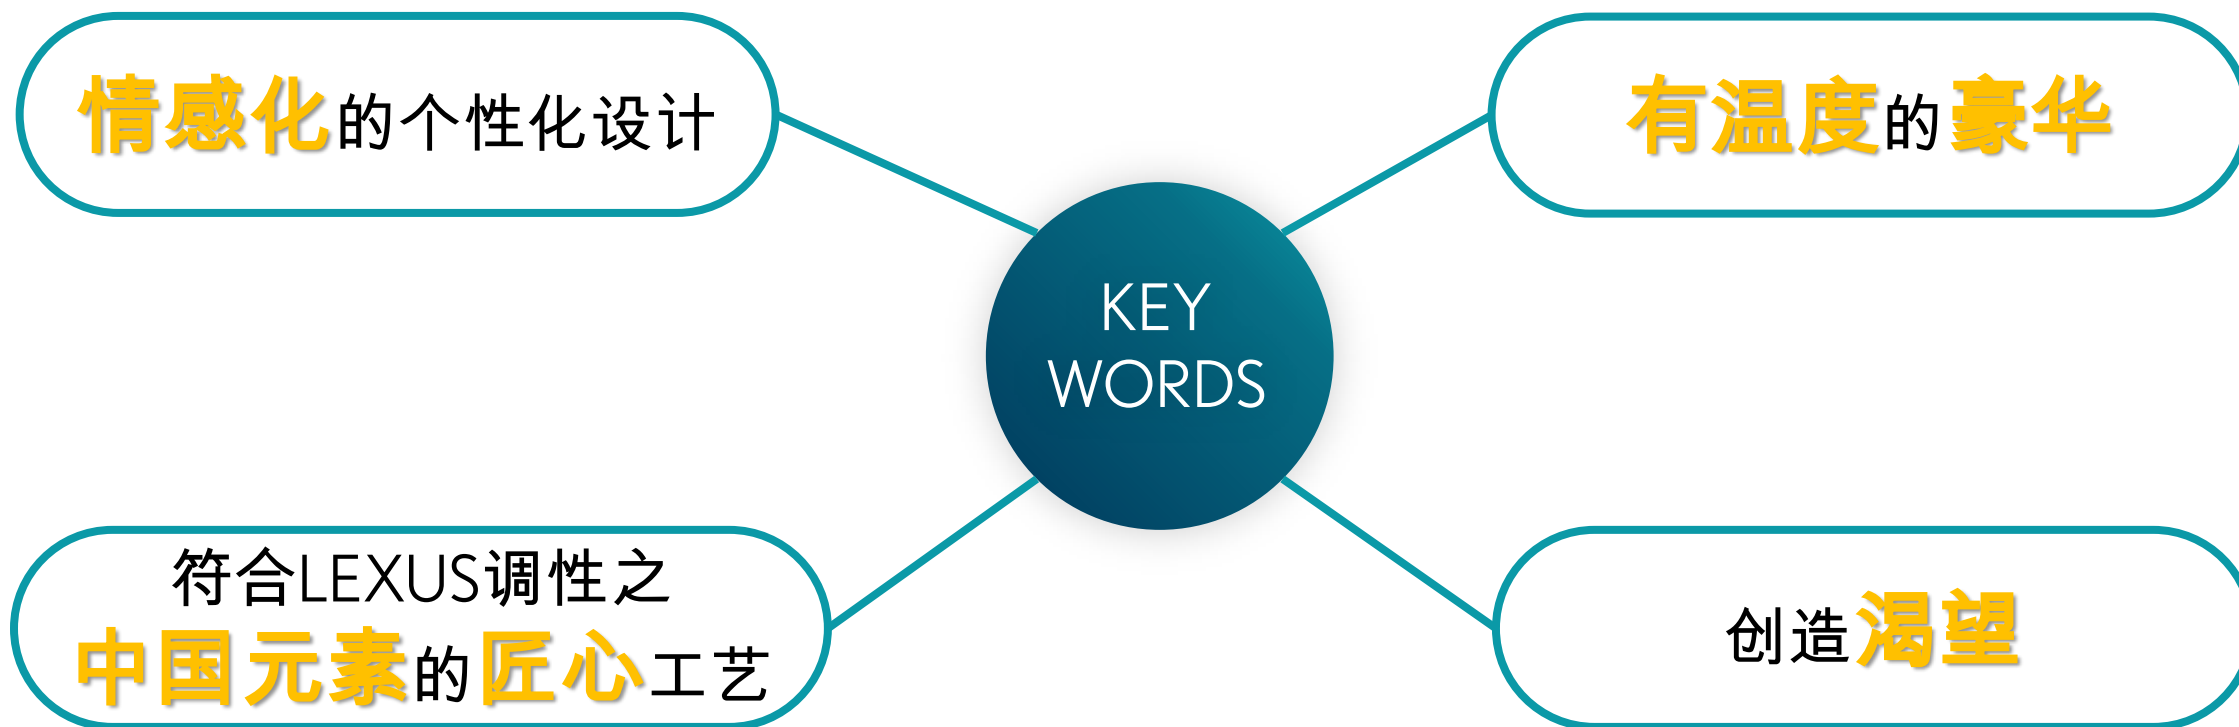 情感化的个性化设计
有温度的豪华
KEY
WORDS
符合LEXUS调性之
中国元素的匠心工艺
创造渴望